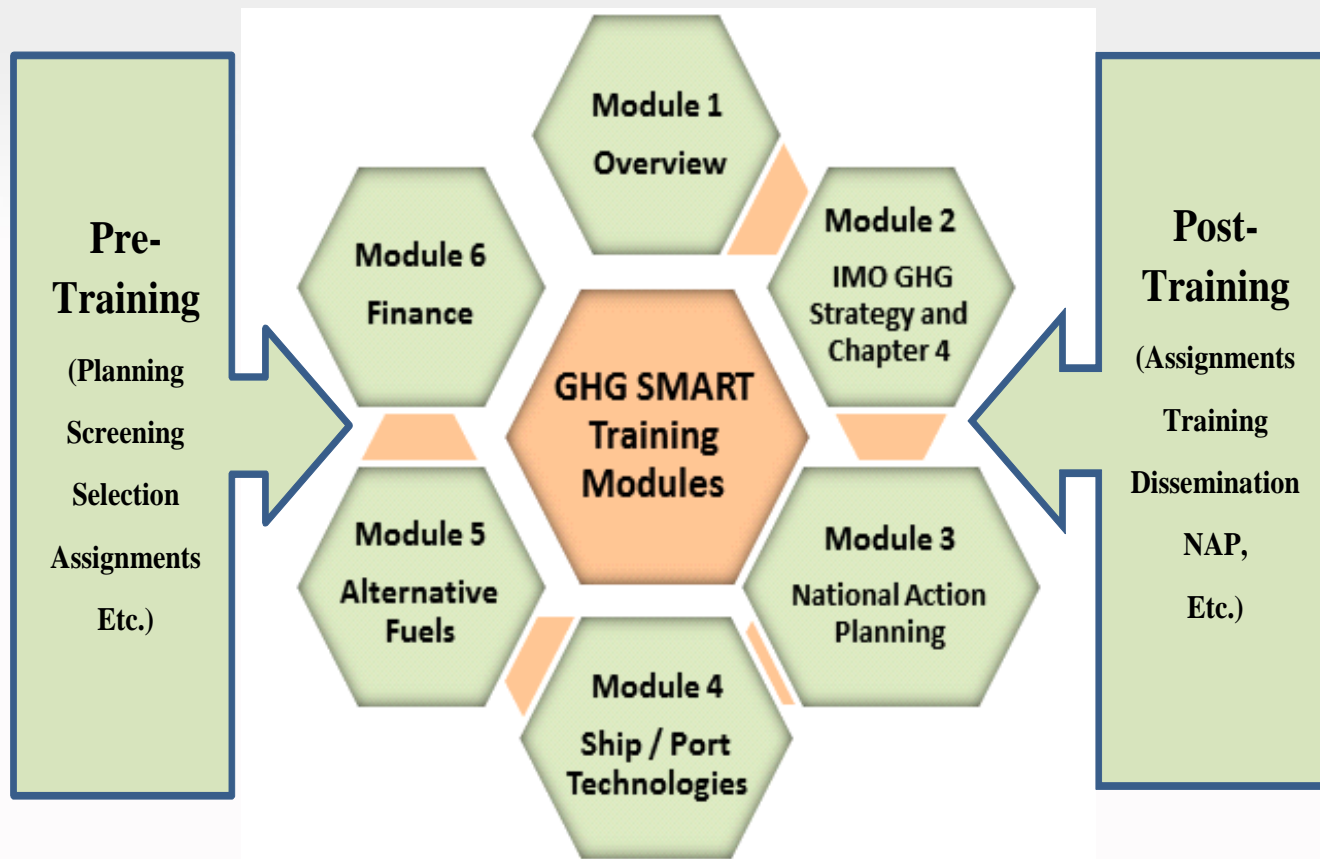 Pre-
Training
(Planning
Screening
Selection
Assignments
Etc.)
Module 1
Overview
Module 2
IMO GHG
Strategy and
Chapter 4
Module 3
National Action
Planning
Module 4
Ship / Port
Technologies
Module 5
Alternative
Fuels
Module 6
Finance
GHG SMART
Training
Modules
Post-
Training
(Assignments
Training
Dissemination
NAP,
Etc.)